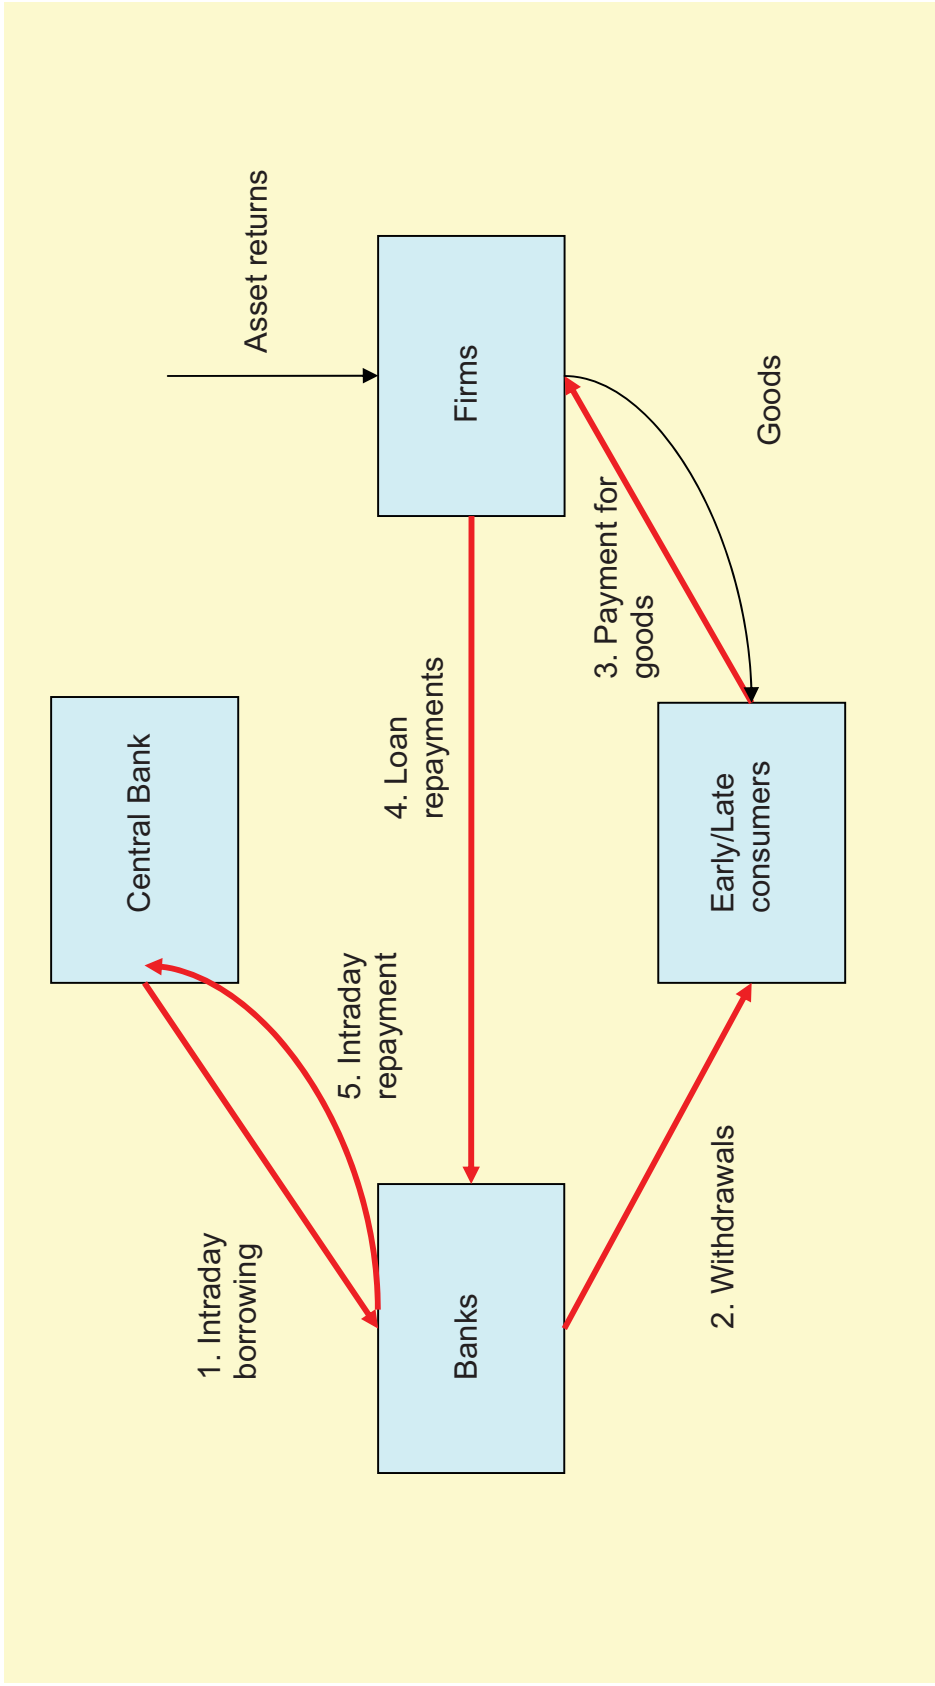 Central Bank
1. Intraday
borrowing
5. Intraday
repayment
Asset returns
Banks
4. Loan
repayments
Firms
2. Withdrawals
Early/Late
consumers
3. Payment for
goods
Goods